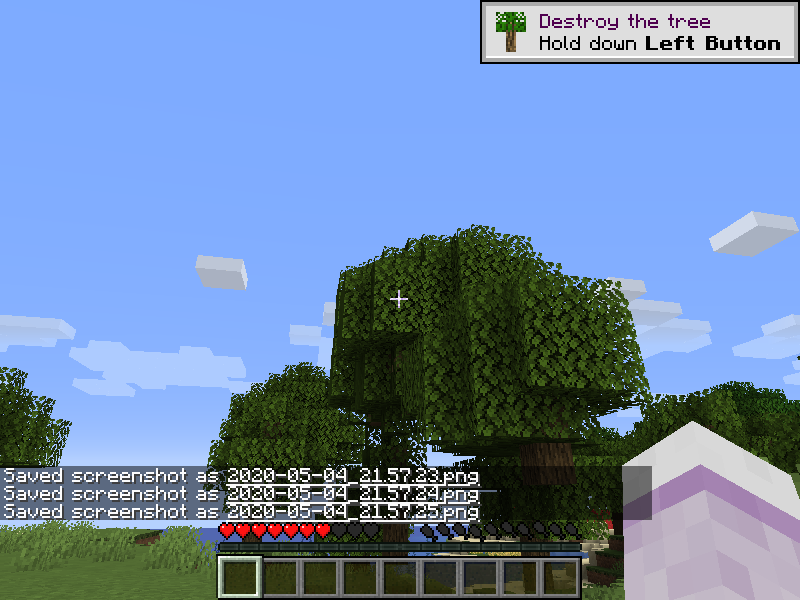 Destroy the tree
Hold down Left Button
Saved screenshot as 2020-05-04_21.57.23.png
Saved screenshot as 2020-05-04_21.57.24.png
Saved screenshot as 2020-05-04_21.57.25.png